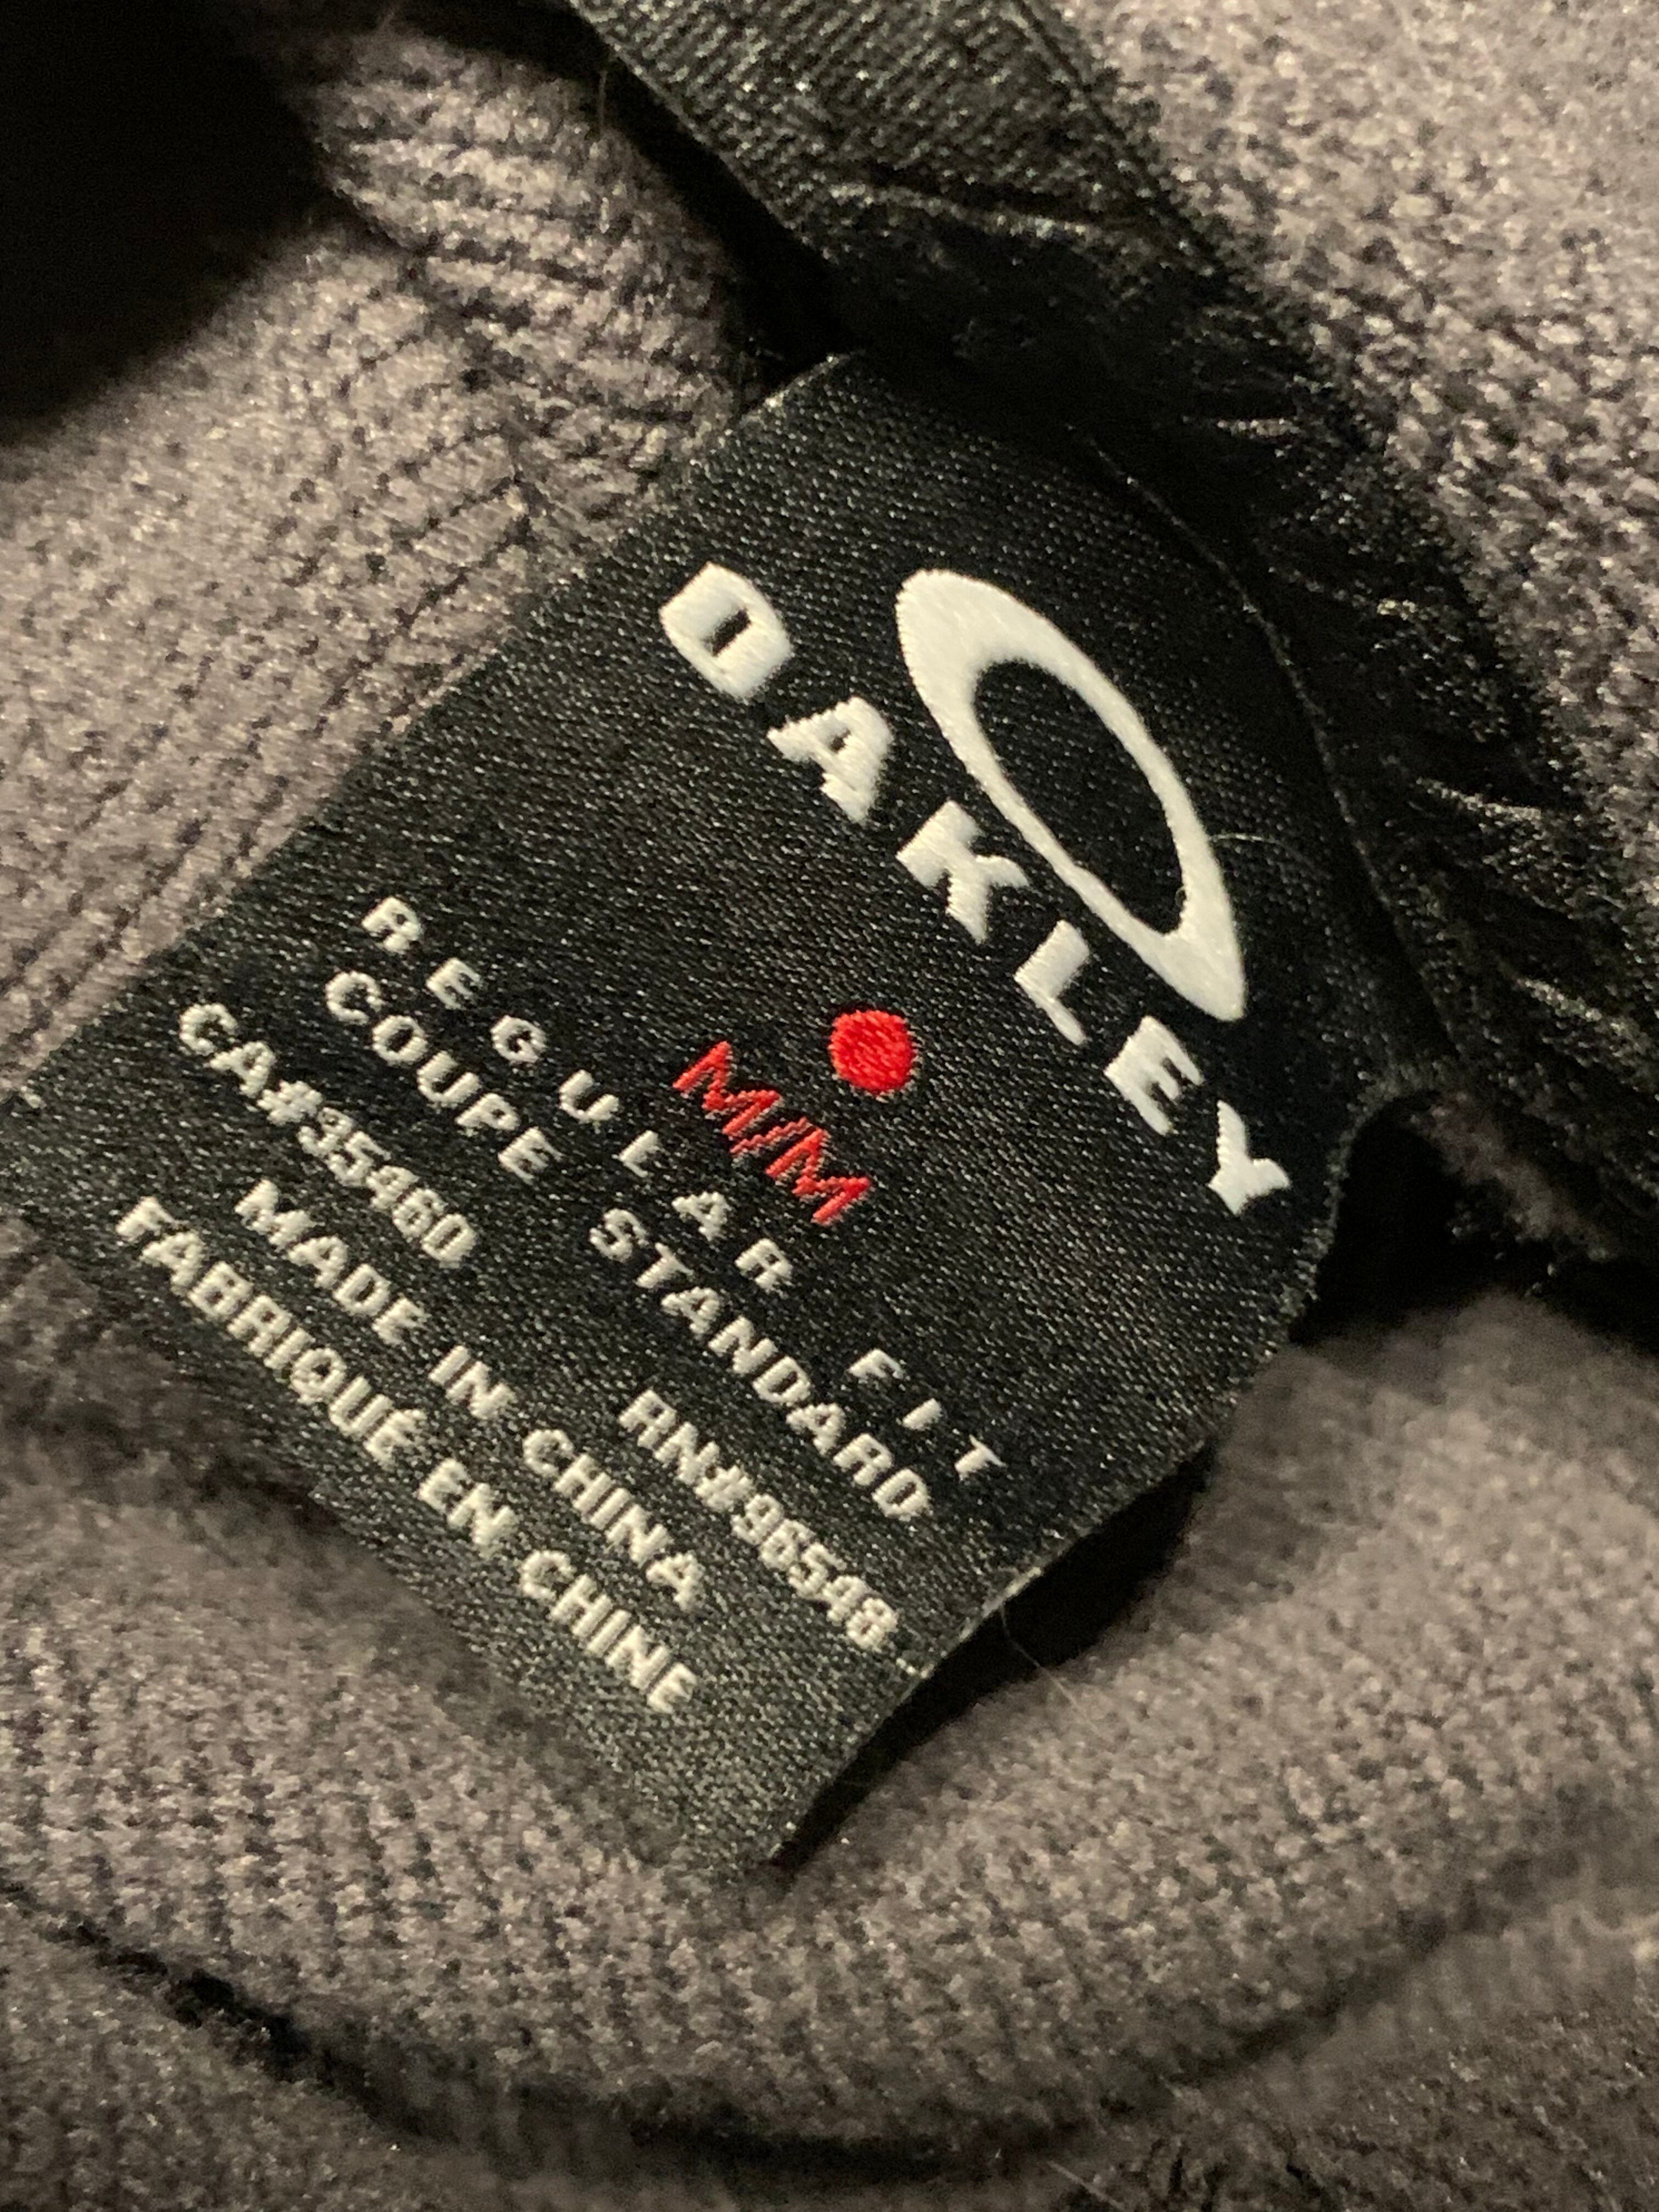 OAKLEY
M/M
REGULAR FIT
COUPE STANDARD
CA#35460 RN#96548
MADE IN CHINA
FABRIQUÉ EN CHINE